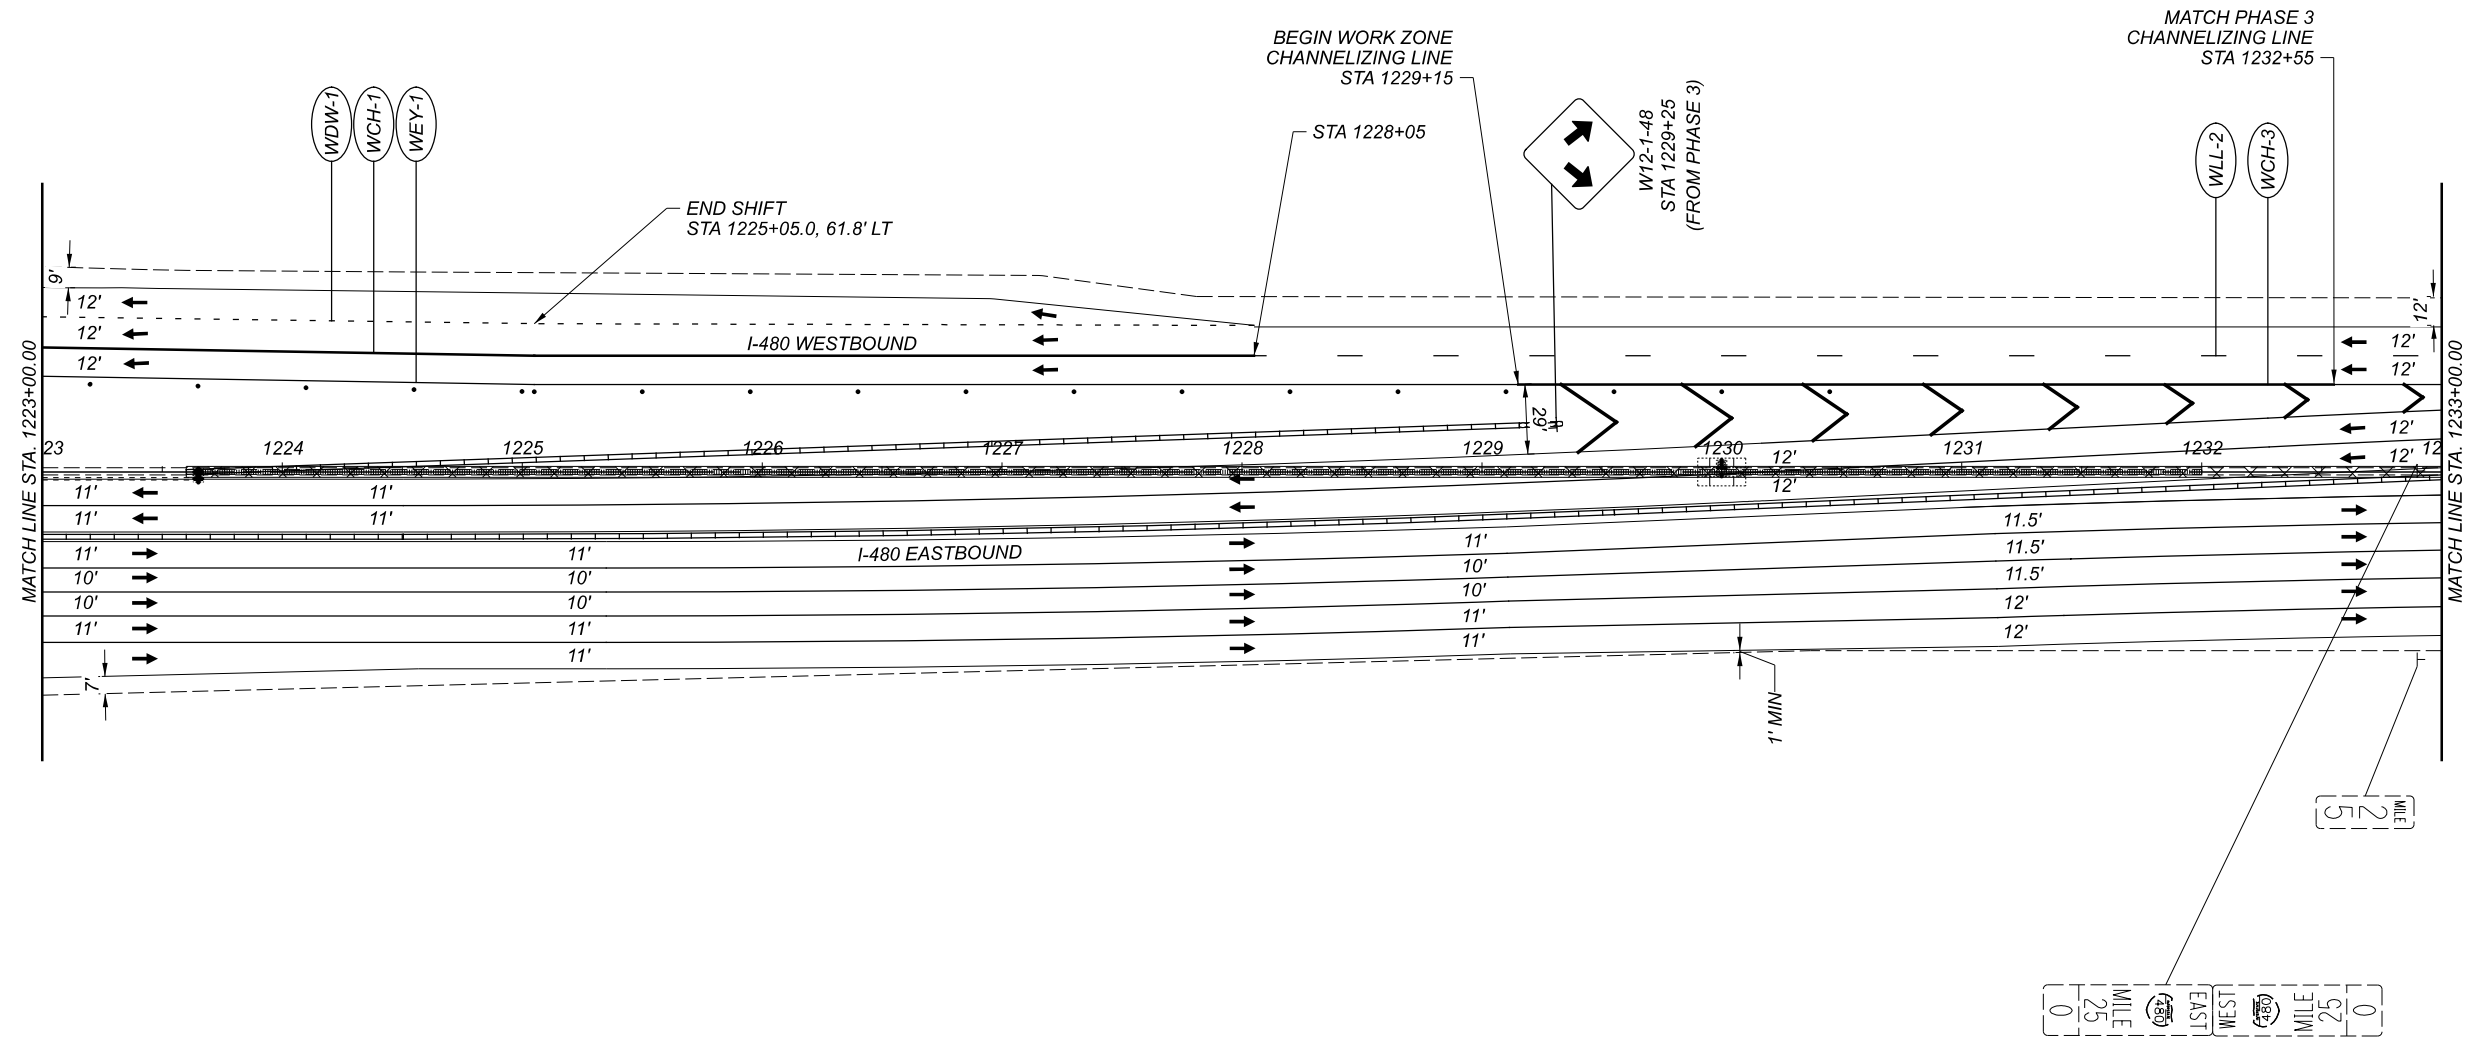 MATCH PHASE 3
CHANNELIZING LINE
STA 1232+55
BEGIN WORK ZONE
CHANNELIZING LINE
STA 1229+15
STA 1228+05
W12-1-48
STA 1229+25
(FROM PHASE 3)
WDW-1
WCH-1
WEY-1
WLL-2
WCH-3
END SHIFT
STA 1225+05.0, 61.8' LT
9'
12'
12'
12'
12'
12'
12'
I-480 WESTBOUND
MATCH LINE STA. 1223+00.00
MATCH LINE STA. 1233+00.00
29'
12'
12'
23
1224
1225
1226
1227
1228
1229
1230
1231
1232
12
12'
12'
11'
11'
11'
11'
I-480 EASTBOUND
11'
11'
11'
11.5'
10'
10'
10'
11.5'
10'
10'
10'
11.5'
11'
11'
11'
12'
11'
11'
12'
7'
1' MIN
MILE
2
5
EAST
480
MILE
25
0
WEST
480
MILE
25
0